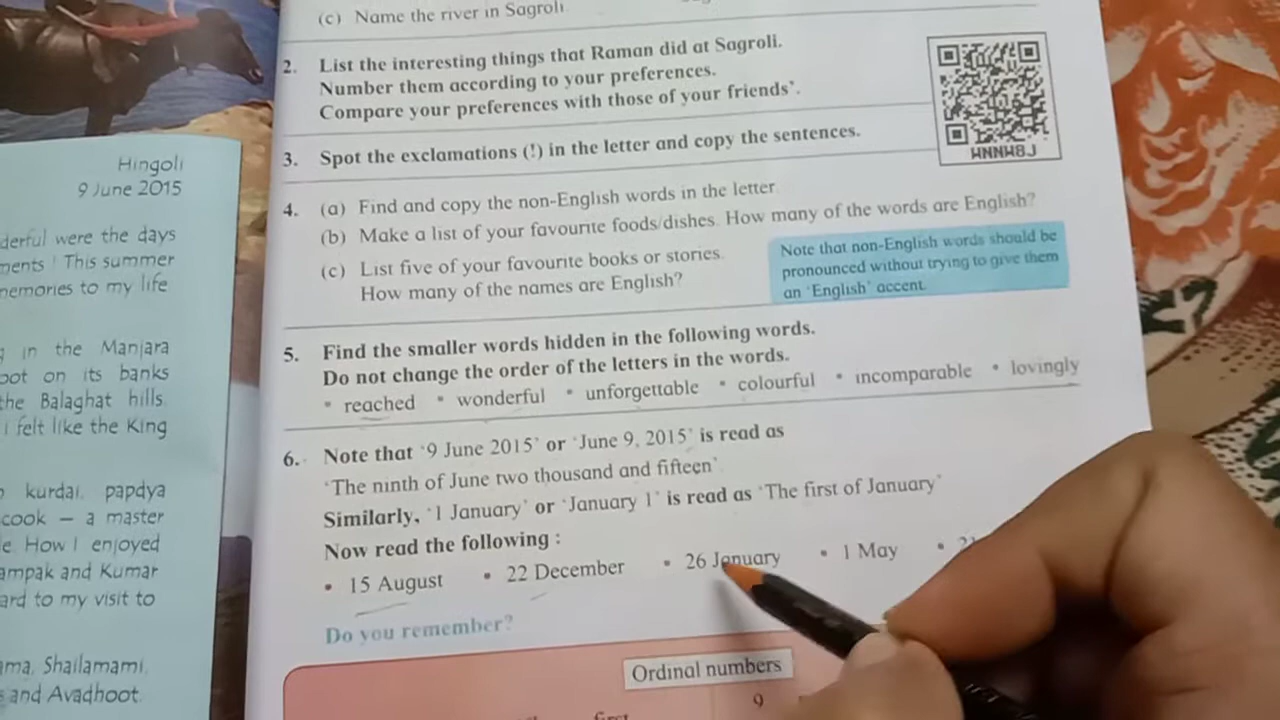 Hingoli
9 June 2015
derful were the days
ments ! This summer
memories to my life
in the Manjara
on its banks
the Balaghat hills.
i felt like the King
kurdai, papdya
cook — a master
e. How I enjoyed
ampak and Kumar
ard to my visit to
ama, Shailamami,
and Avadhoot.
(c) Name the river in Sagroli
2. List the interesting things that Raman did at Sagroli.
Number them according to your preferences.
Compare your preferences with those of your friends'.
3. Spot the exclamations (!) in the letter and copy the sentences.
WNNW8J
4. (a) Find and copy the non-English words in the letter.
(b) Make a list of your favourite foods/dishes. How many of the words are English?
(c) List five of your favourite books or stories.
How many of the names are English?
Note that non-English words should be
pronounced without trying to give them
an 'English' accent.
5. Find the smaller words hidden in the following words.
Do not change the order of the letters in the words.
• reached • wonderful • unforgettable • colourful • incomparable • lovingly
6. Note that '9 June 2015' or 'June 9, 2015' is read as
'The ninth of June two thousand and fifteen'.
Similarly, '1 January' or 'January 1' is read as 'The first of January'
Now read the following :
• 15 August • 22 December • 26 January • 1 May •
Do you remember?
Ordinal numbers
first
9